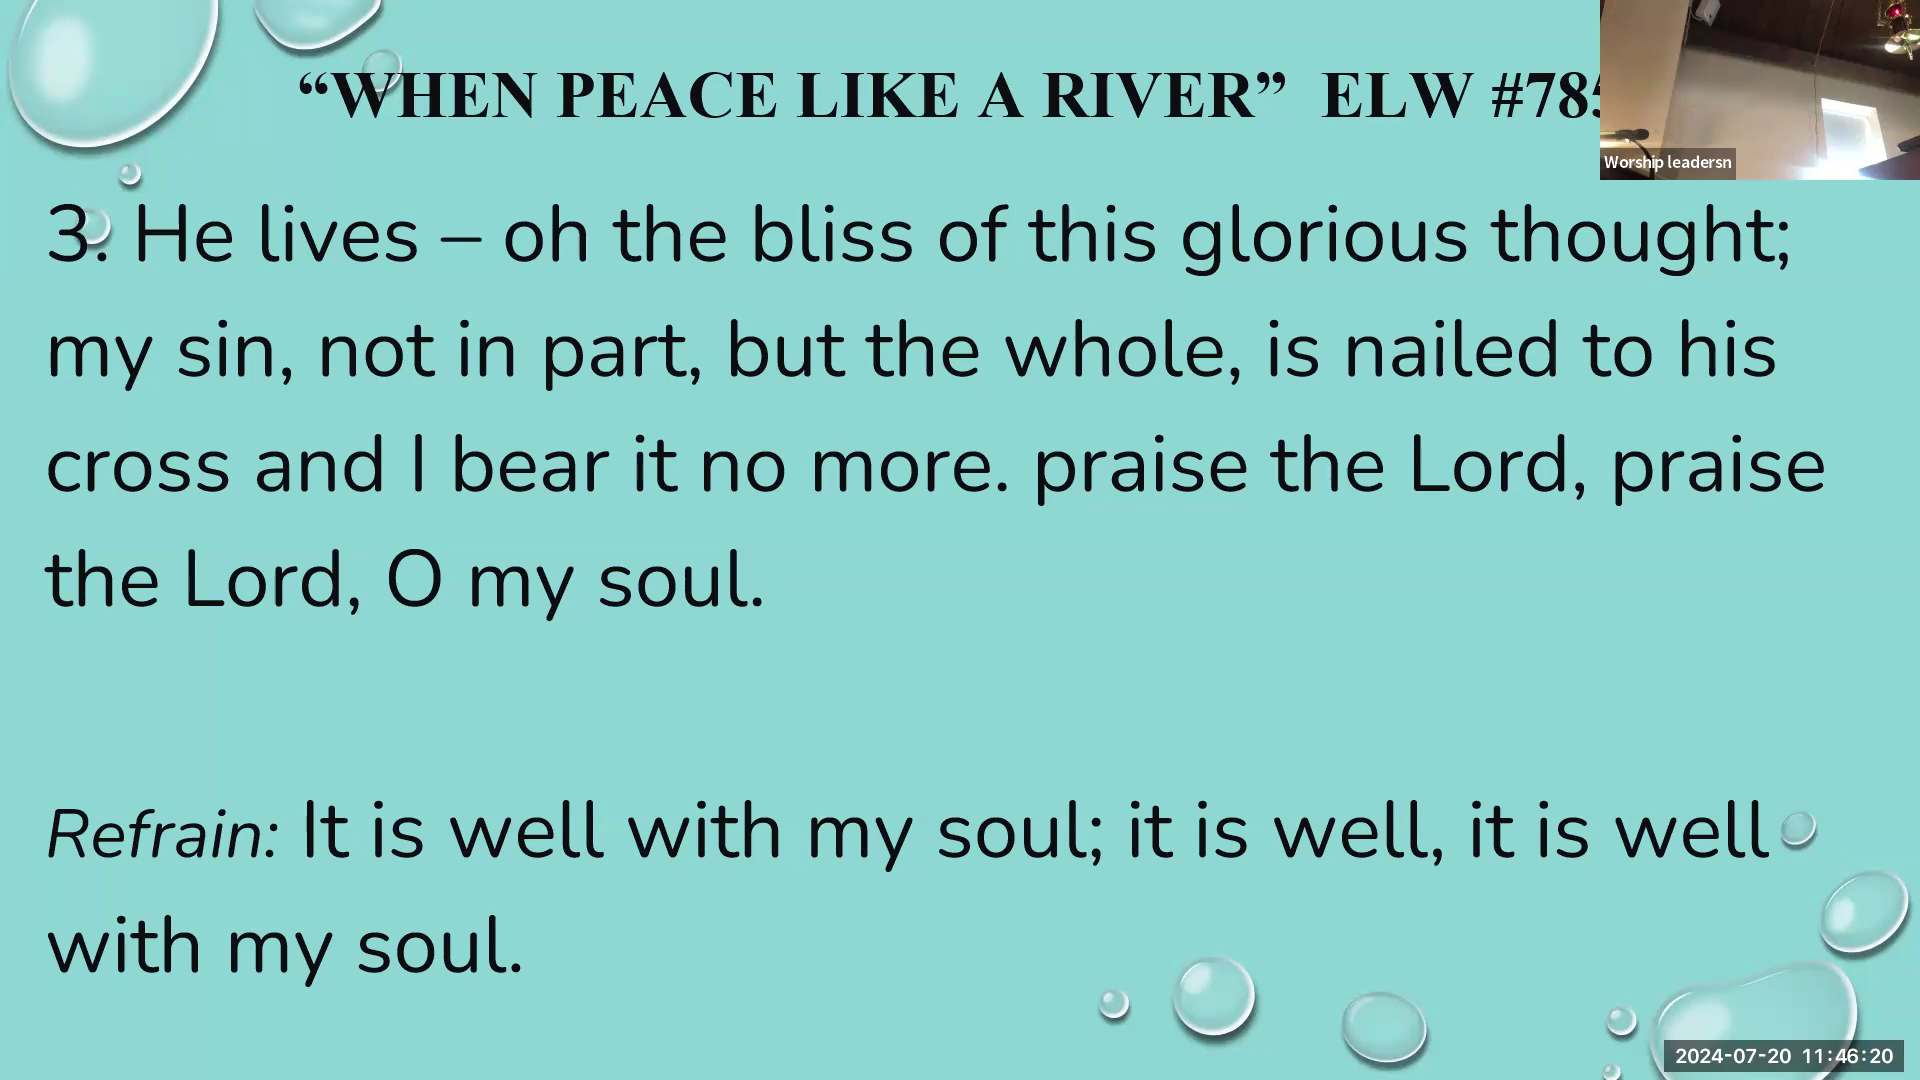 “WHEN PEACE LIKE A RIVER” ELW #785
Worship leadersn
3. He lives – oh the bliss of this glorious thought;
my sin, not in part, but the whole, is nailed to his
cross and I bear it no more. praise the Lord, praise
the Lord, O my soul.
Refrain: It is well with my soul; it is well, it is well
with my soul.
2024-07-20 11:46:20